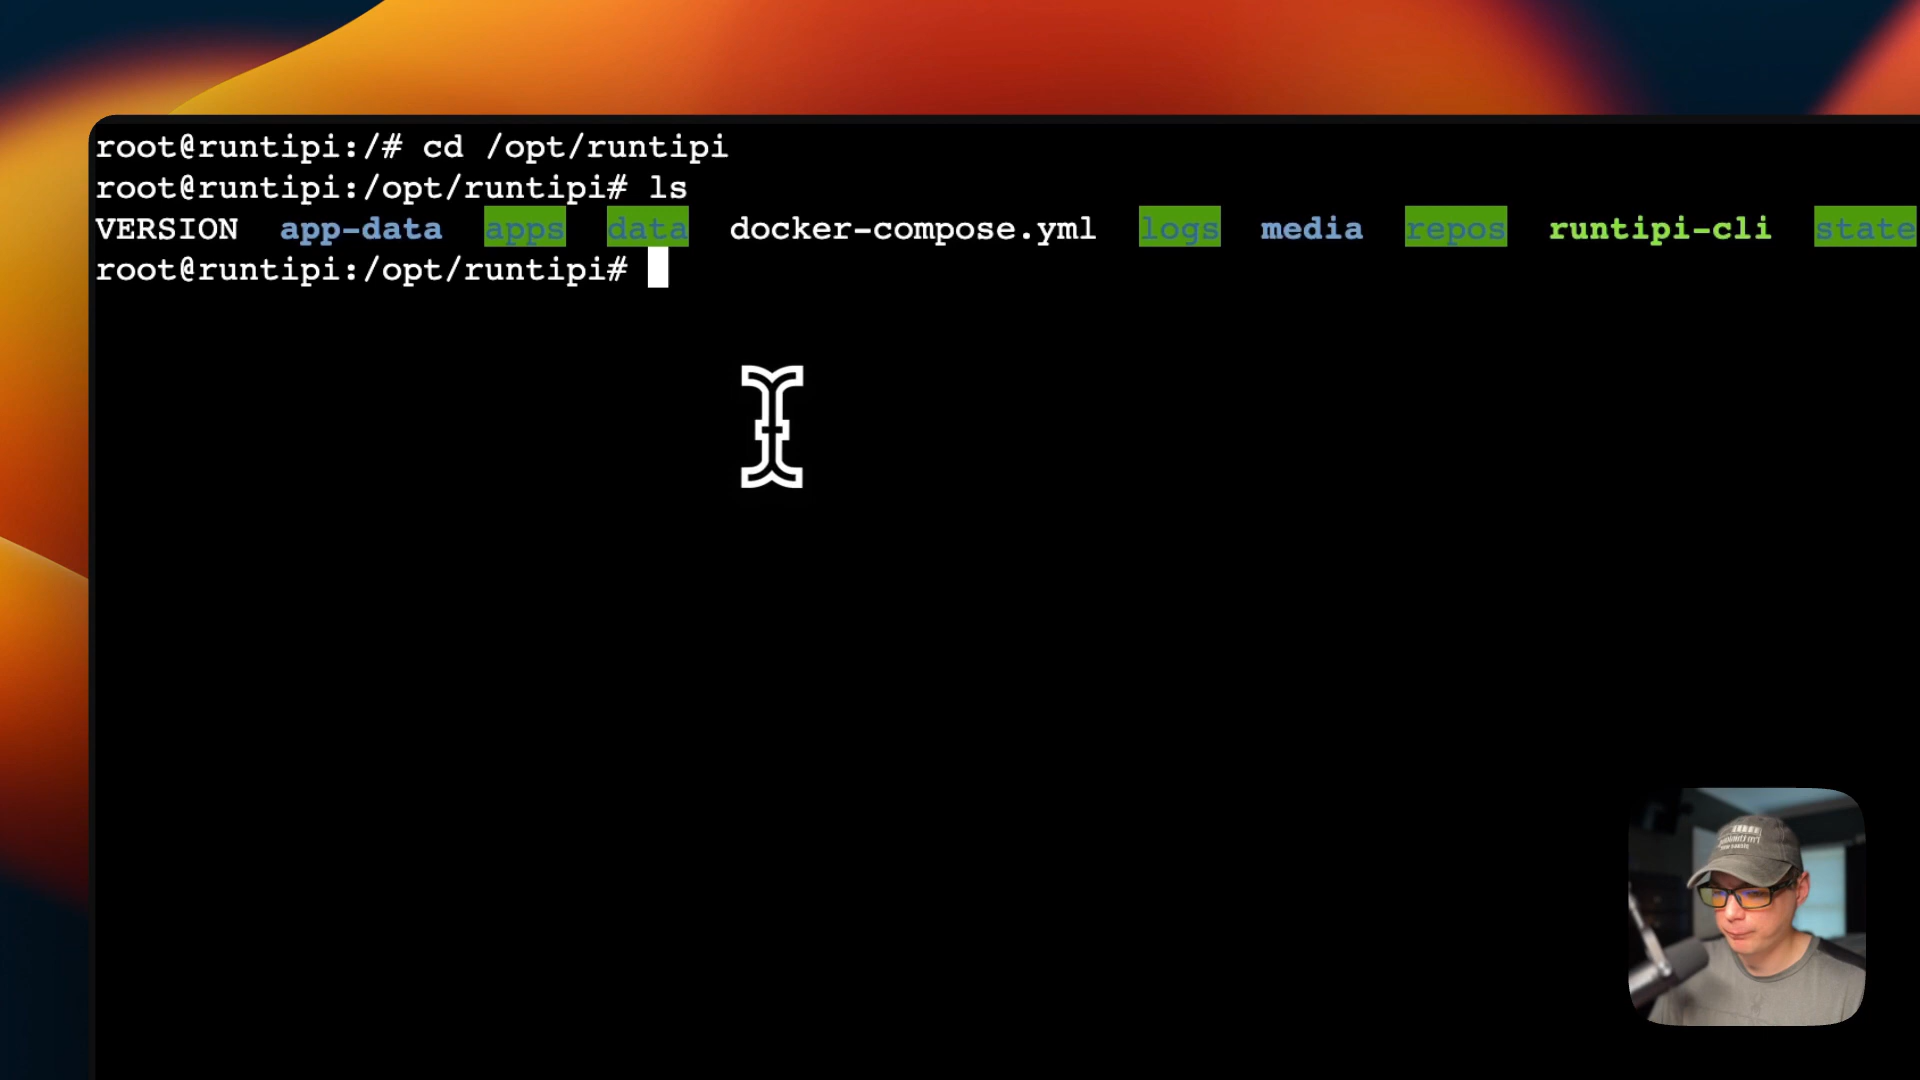 root@runtipi:/# cd /opt/runtipi
root@runtipi:/opt/runtipi# ls
VERSION app-data apps data docker-compose.yml logs media repos runtipi-cli state
root@runtipi:/opt/runtipi#